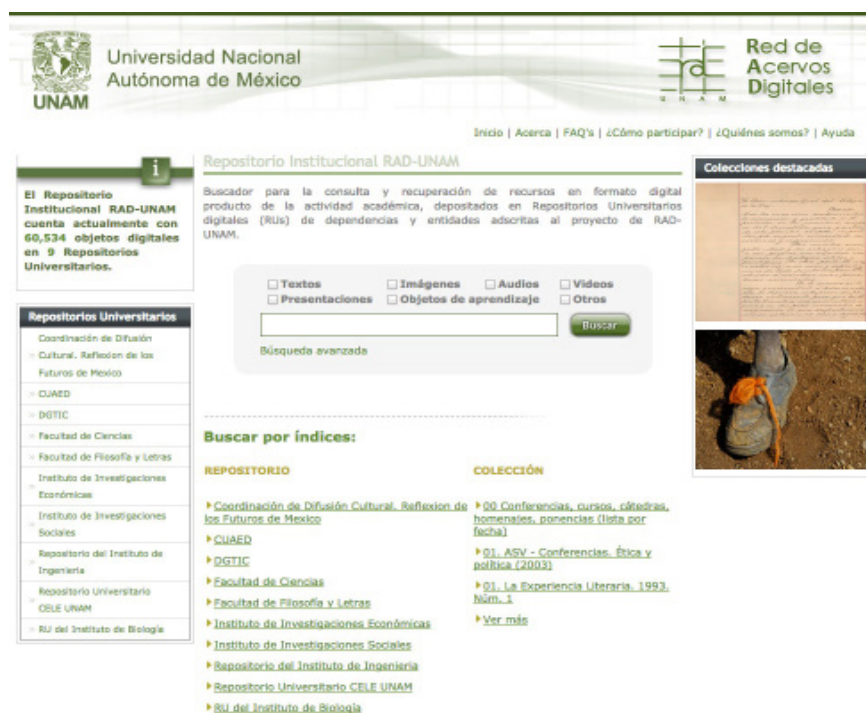 Universidad Nacional
Autónoma de México
UNAM
Red de
Acervos
Digitales
U N A M
Inicio | Acerca | FAQ's | ¿Cómo participar? | ¿Quiénes somos? | Ayuda
i
El Repositorio
Institucional RAD-UNAM
cuenta actualmente con
60,534 objetos digitales
en 9 Repositorios
Universitarios.
Repositorios Universitarios
Coordinación de Difusión
Cultural. Reflexion de los
Futuros de Mexico
CUAED
DGTIC
Facultad de Ciencias
Facultad de Filosofía y Letras
Instituto de Investigaciones
Económicas
Instituto de Investigaciones
Sociales
Repositorio del Instituto de
Ingenieria
Repositorio Universitario
CELE UNAM
RU del Instituto de Biología
Repositorio Institucional RAD-UNAM
Buscador para la consulta y recuperación de recursos en formato digital
producto de la actividad académica, depositados en Repositorios Universitarios
digitales (RUs) de dependencias y entidades adscritas al proyecto de RAD-
UNAM.
Textos Imágenes Audios Videos
Presentaciones Objetos de aprendizaje Otros
Buscar
Búsqueda avanzada
Buscar por índices:
REPOSITORIO
Coordinación de Difusión Cultural. Reflexion de
los Futuros de Mexico
CUAED
DGTIC
Facultad de Ciencias
Facultad de Filosofía y Letras
Instituto de Investigaciones Económicas
Instituto de Investigaciones Sociales
Repositorio del Instituto de Ingenieria
Repositorio Universitario CELE UNAM
RU del Instituto de Biología
COLECCIÓN
00 Conferencias, cursos, cátedras,
homenajes, ponencias (lista por
fecha)
01. ASV - Conferencias. Ética y
política (2003)
01. La Experiencia Literaria. 1993.
Núm. 1
Ver más
Colecciones destacadas